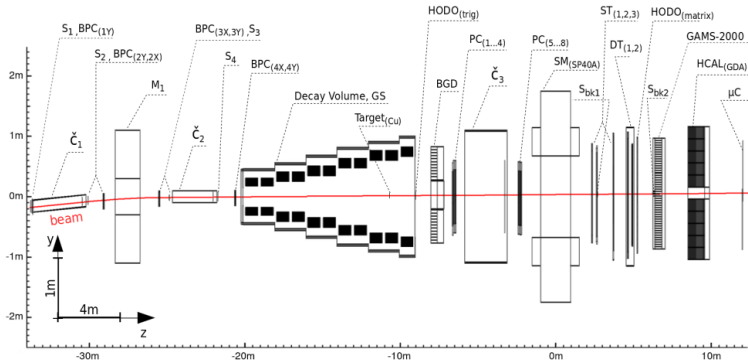 HODO(trig)
ST(1,2,3)
HODO(matrix)
S1 , BPC(1Y)
BPC(3X,3Y) ,S3
PC(1...4)
PC(5...8)
DT(1,2)
GAMS-2000
S2 , BPC(2Y,2X)
S4
BPC(4X,4Y)
SM(SP40A)
HCAL(GDA)
M1
BGD
Č3
Sbk1
Sbk2
μC
Decay Volume, GS
Target(Cu)
Č1
Č2
2m
1m
0m
-1m
-2m
beam
y
1m
4m
z
-30m
-20m
-10m
0m
10m